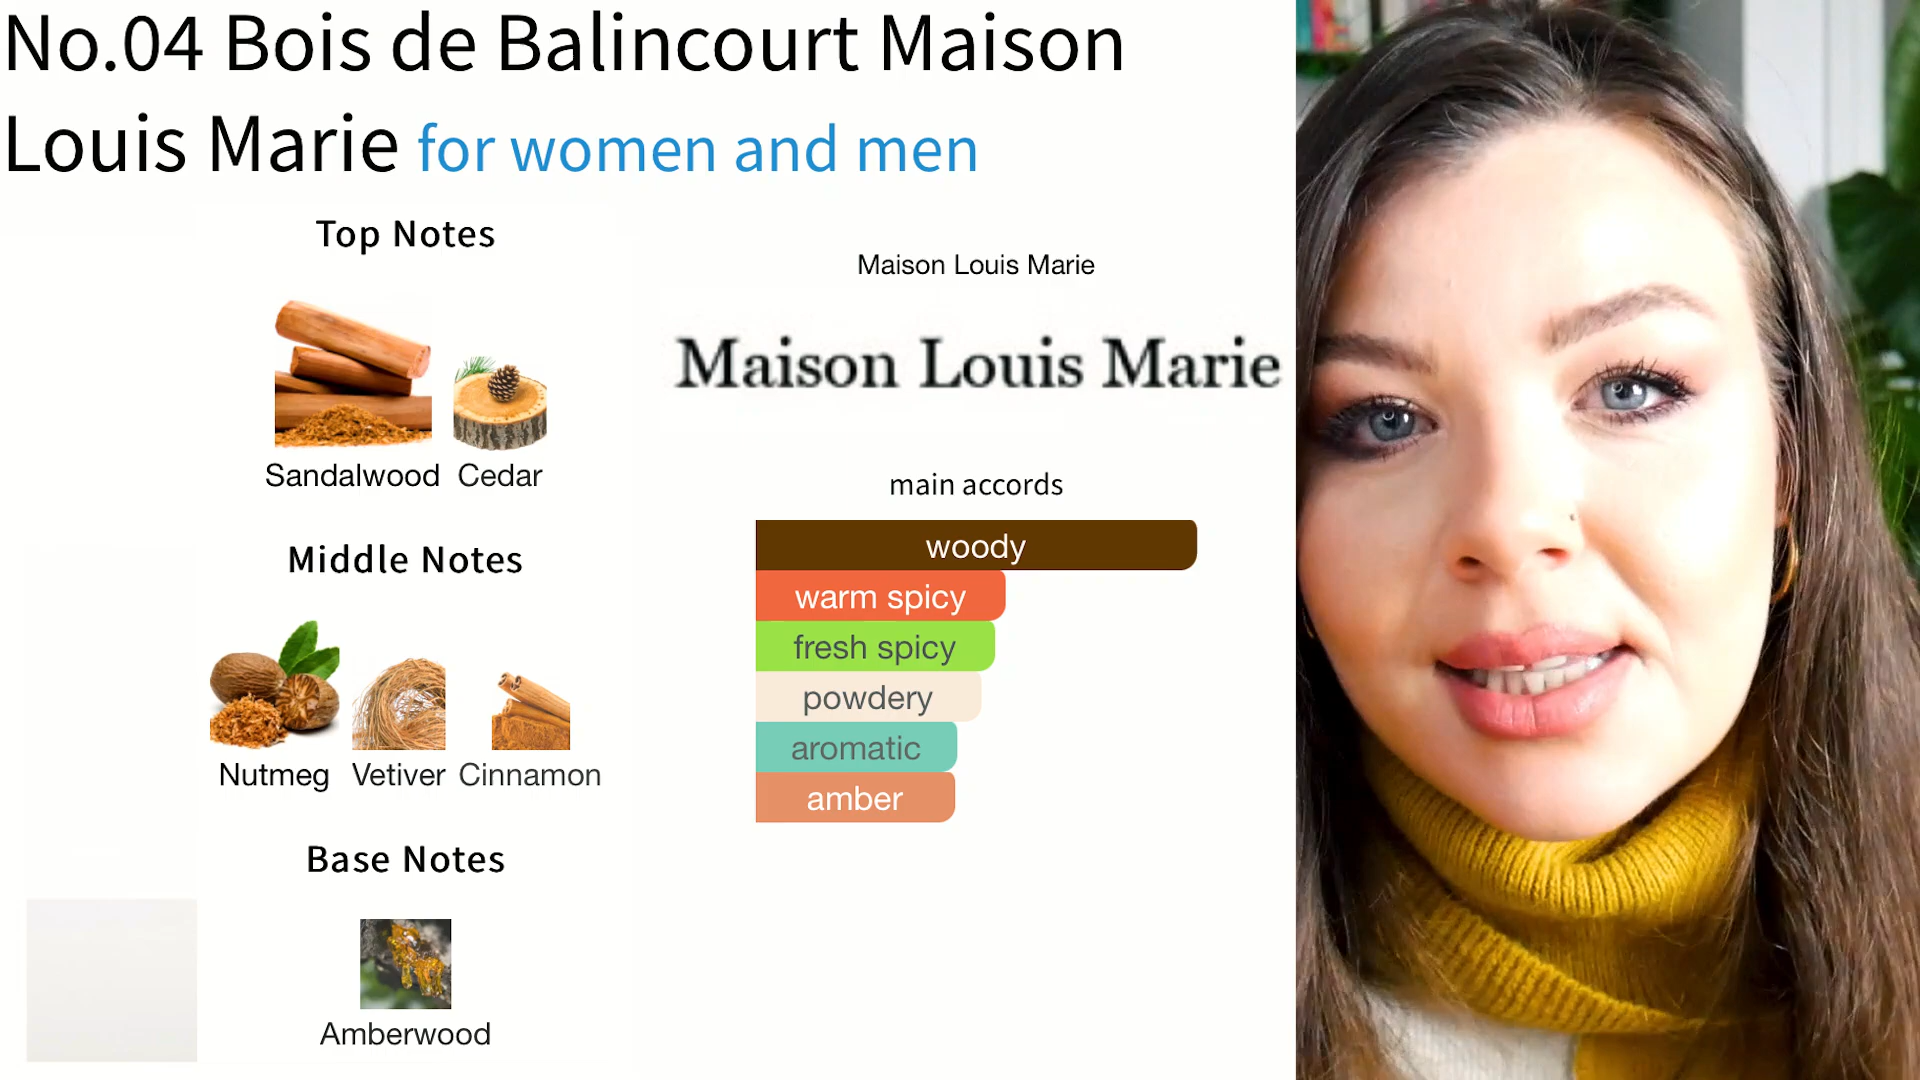 No.04 Bois de Balincourt Maison
Louis Marie for women and men
Top Notes
Sandalwood Cedar
Middle Notes
Nutmeg Vetiver Cinnamon
Base Notes
Amberwood
Maison Louis Marie
Maison Louis Marie
main accords
woody
warm spicy
fresh spicy
powdery
aromatic
amber